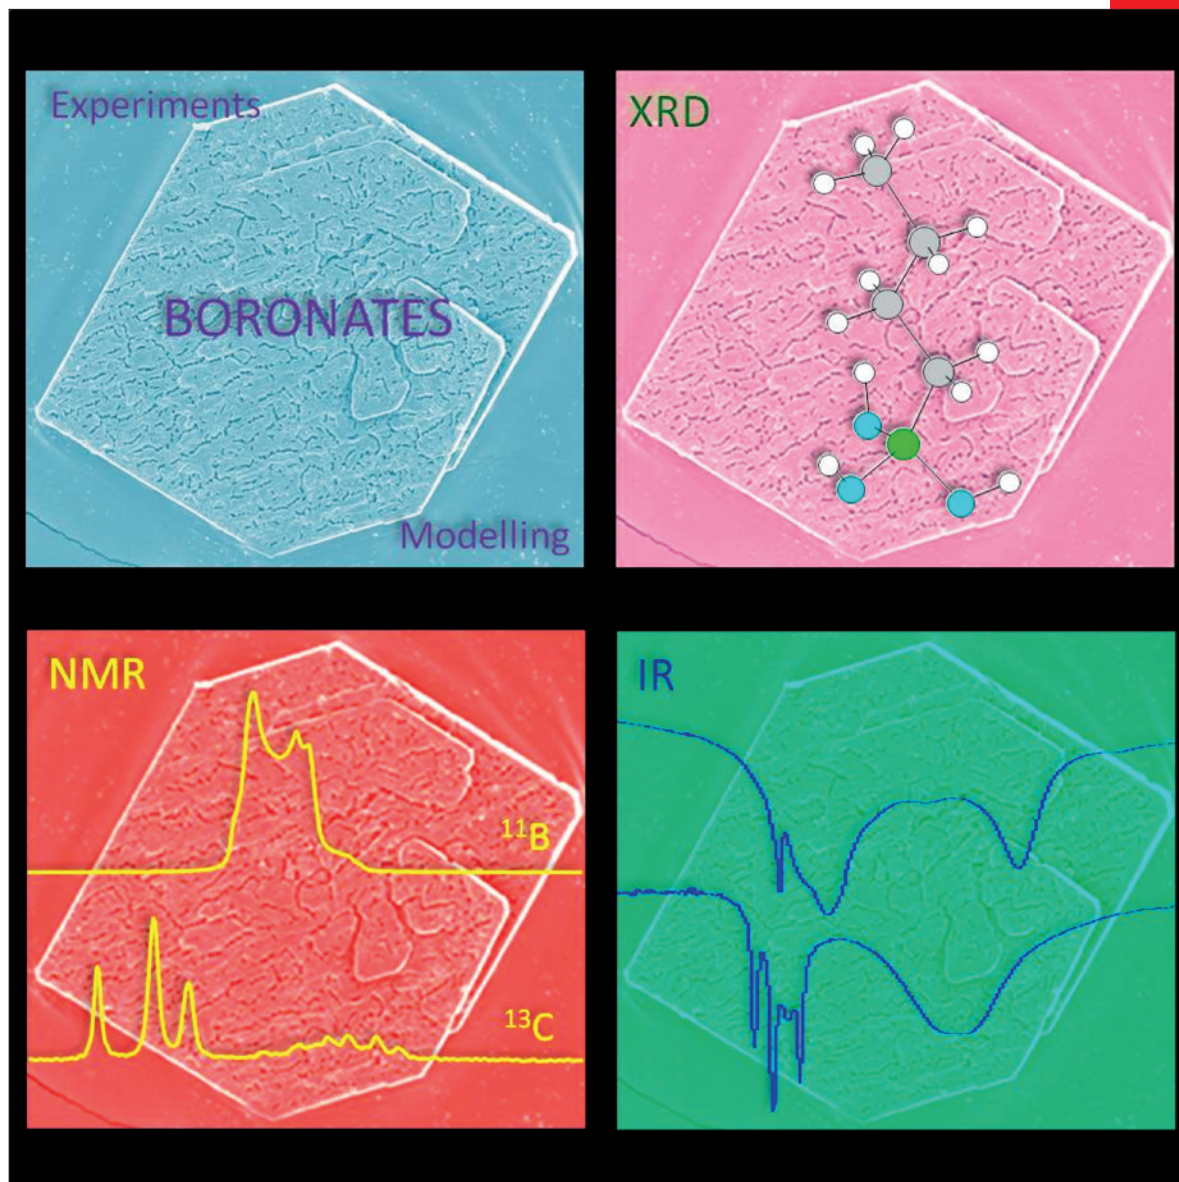 Experiments
BORONATES
Modelling
XRD
NMR
¹¹B
¹³C
IR